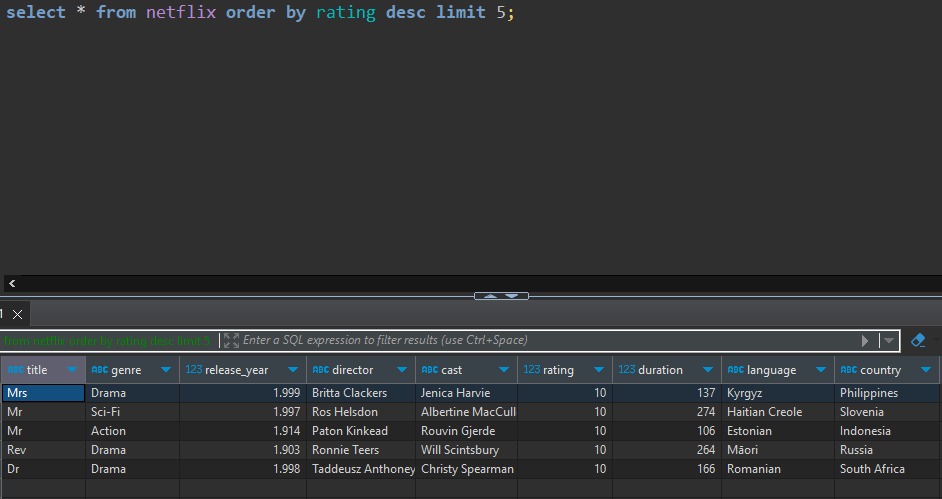 select * from netflix order by rating desc limit 5;
1
from netflix order by rating desc limit 5 Enter a SQL expression to filter results (use Ctrl+Space)
ABC title ABC genre 123 release_year ABC director ABC cast 123 rating 123 duration ABC language ABC country
Mrs Drama 1.999 Britta Clackers Jenica Harvie 10 137 Kyrgyz Philippines
Mr Sci-Fi 1.997 Ros Helsdon Albertine MacCull 10 274 Haitian Creole Slovenia
Mr Action 1.914 Paton Kinkead Rouvin Gjerde 10 106 Estonian Indonesia
Rev Drama 1.903 Ronnie Teers Will Scintsbury 10 264 Māori Russia
Dr Drama 1.998 Taddeusz Anthoney Christy Spearman 10 166 Romanian South Africa